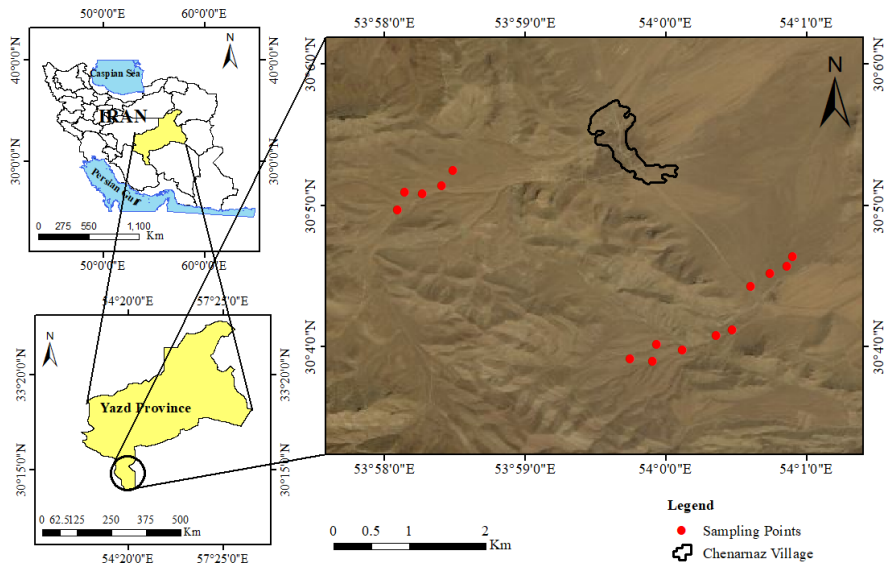 50°0'0"E 60°0'0"E
40°0'0"N
40°0'0"N
30°0'0"N
30°0'0"N
N
Caspian Sea
IRAN
Persian Gulf
0 275 550 1,100
Km
50°0'0"E 60°0'0"E
54°20'0"E 57°25'0"E
N
33°20'0"N
33°20'0"N
Yazd Province
30°15'0"N
30°15'0"N
0 62.5125 250 375 500
Km
54°20'0"E 57°25'0"E
53°58'0"E 53°59'0"E 54°0'0"E 54°1'0"E
N
30°6'0"N
30°6'0"N
30°5'0"N
30°5'0"N
30°4'0"N
30°4'0"N
53°58'0"E 53°59'0"E 54°0'0"E 54°1'0"E
0 0.5 1 2
Km
Legend
Sampling Points
Chenarnaz Village